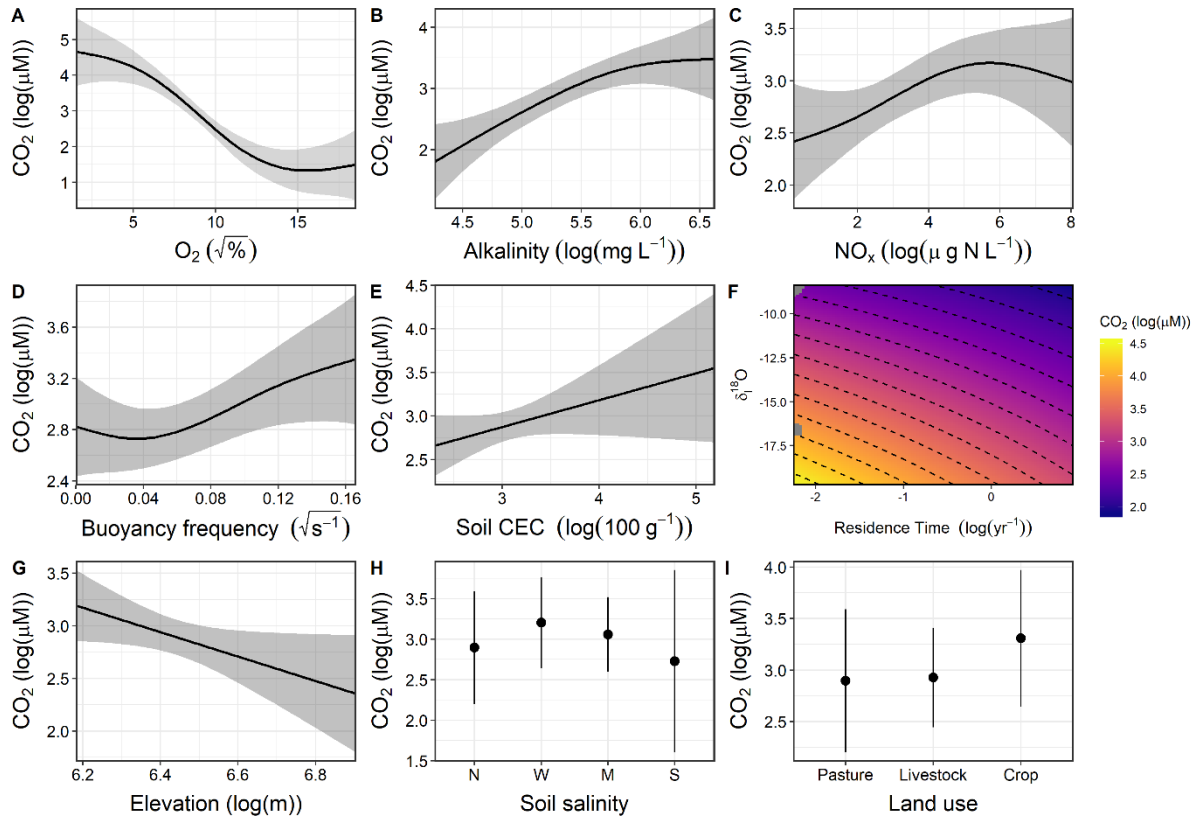 A
CO₂ (log(μM))
5
4
3
2
1
5
10
15
O₂ (√%)
B
CO₂ (log(μM))
4
3
2
4.5
5.0
5.5
6.0
6.5
Alkalinity (log(mg L⁻¹))
C
CO₂ (log(μM))
3.5
3.0
2.5
2.0
2
4
6
8
NOₓ (log(μ g N L⁻¹))
D
CO₂ (log(μM))
3.6
3.2
2.8
2.4
0.00
0.04
0.08
0.12
0.16
Buoyancy frequency (√s⁻¹)
E
CO₂ (log(μM))
4.5
4.0
3.5
3.0
2.5
3
4
5
Soil CEC (log(100 g⁻¹))
F
δₗ¹⁸O
-10.0
-12.5
-15.0
-17.5
-2
-1
0
Residence Time (log(yr⁻¹))
CO₂ (log(μM))
4.5
4.0
3.5
3.0
2.5
2.0
G
CO₂ (log(μM))
3.5
3.0
2.5
2.0
6.2
6.4
6.6
6.8
Elevation (log(m))
H
CO₂ (log(μM))
3.5
3.0
2.5
2.0
1.5
N
W
M
S
Soil salinity
I
CO₂ (log(μM))
4.0
3.5
3.0
2.5
Pasture
Livestock
Crop
Land use